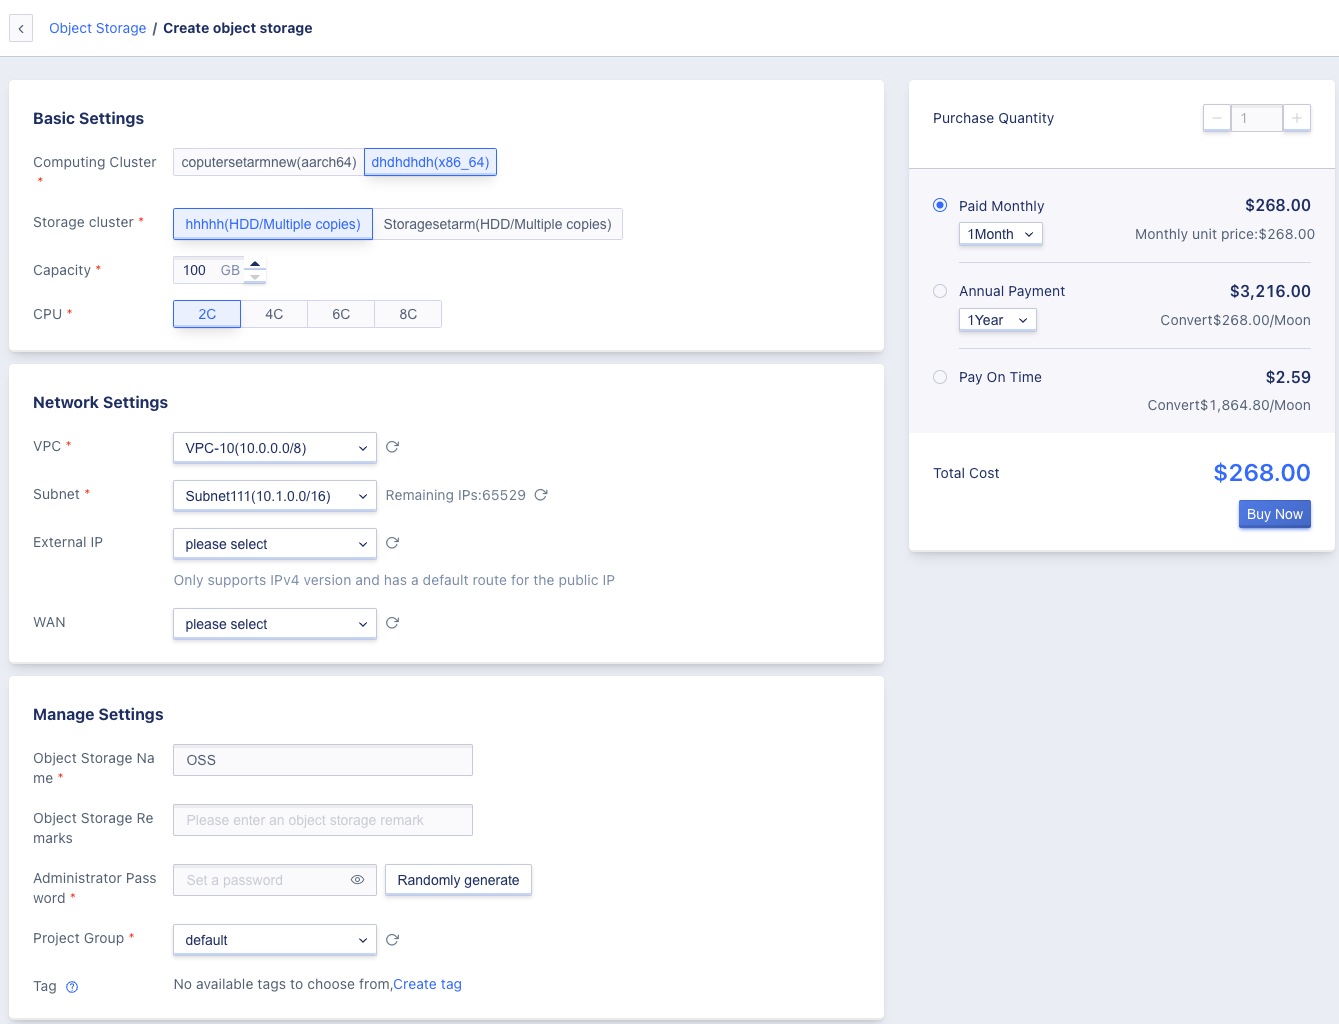 Object Storage / Create object storage
Basic Settings
Computing Cluster *
coputersetarmnew(aarch64) dhdhdhdh(x86_64)
Storage cluster * hhhhh(HDD/Multiple copies) Storagesetarm(HDD/Multiple copies)
Capacity * 100 GB
CPU * 2C 4C 6C 8C
Network Settings
VPC * VPC-10(10.0.0.0/8)
Subnet * Subnet111(10.1.0.0/16) Remaining IPs:65529
External IP please select
Only supports IPv4 version and has a default route for the public IP
WAN please select
Manage Settings
Object Storage Na
me *
OSS
Object Storage Re
marks
Please enter an object storage remark
Administrator Pass
word *
Set a password Randomly generate
Project Group * default
Tag No available tags to choose from,Create tag
Purchase Quantity 1
Paid Monthly $268.00
1Month Monthly unit price:$268.00
Annual Payment $3,216.00
1Year Convert$268.00/Moon
Pay On Time $2.59
Convert$1,864.80/Moon
Total Cost $268.00
Buy Now